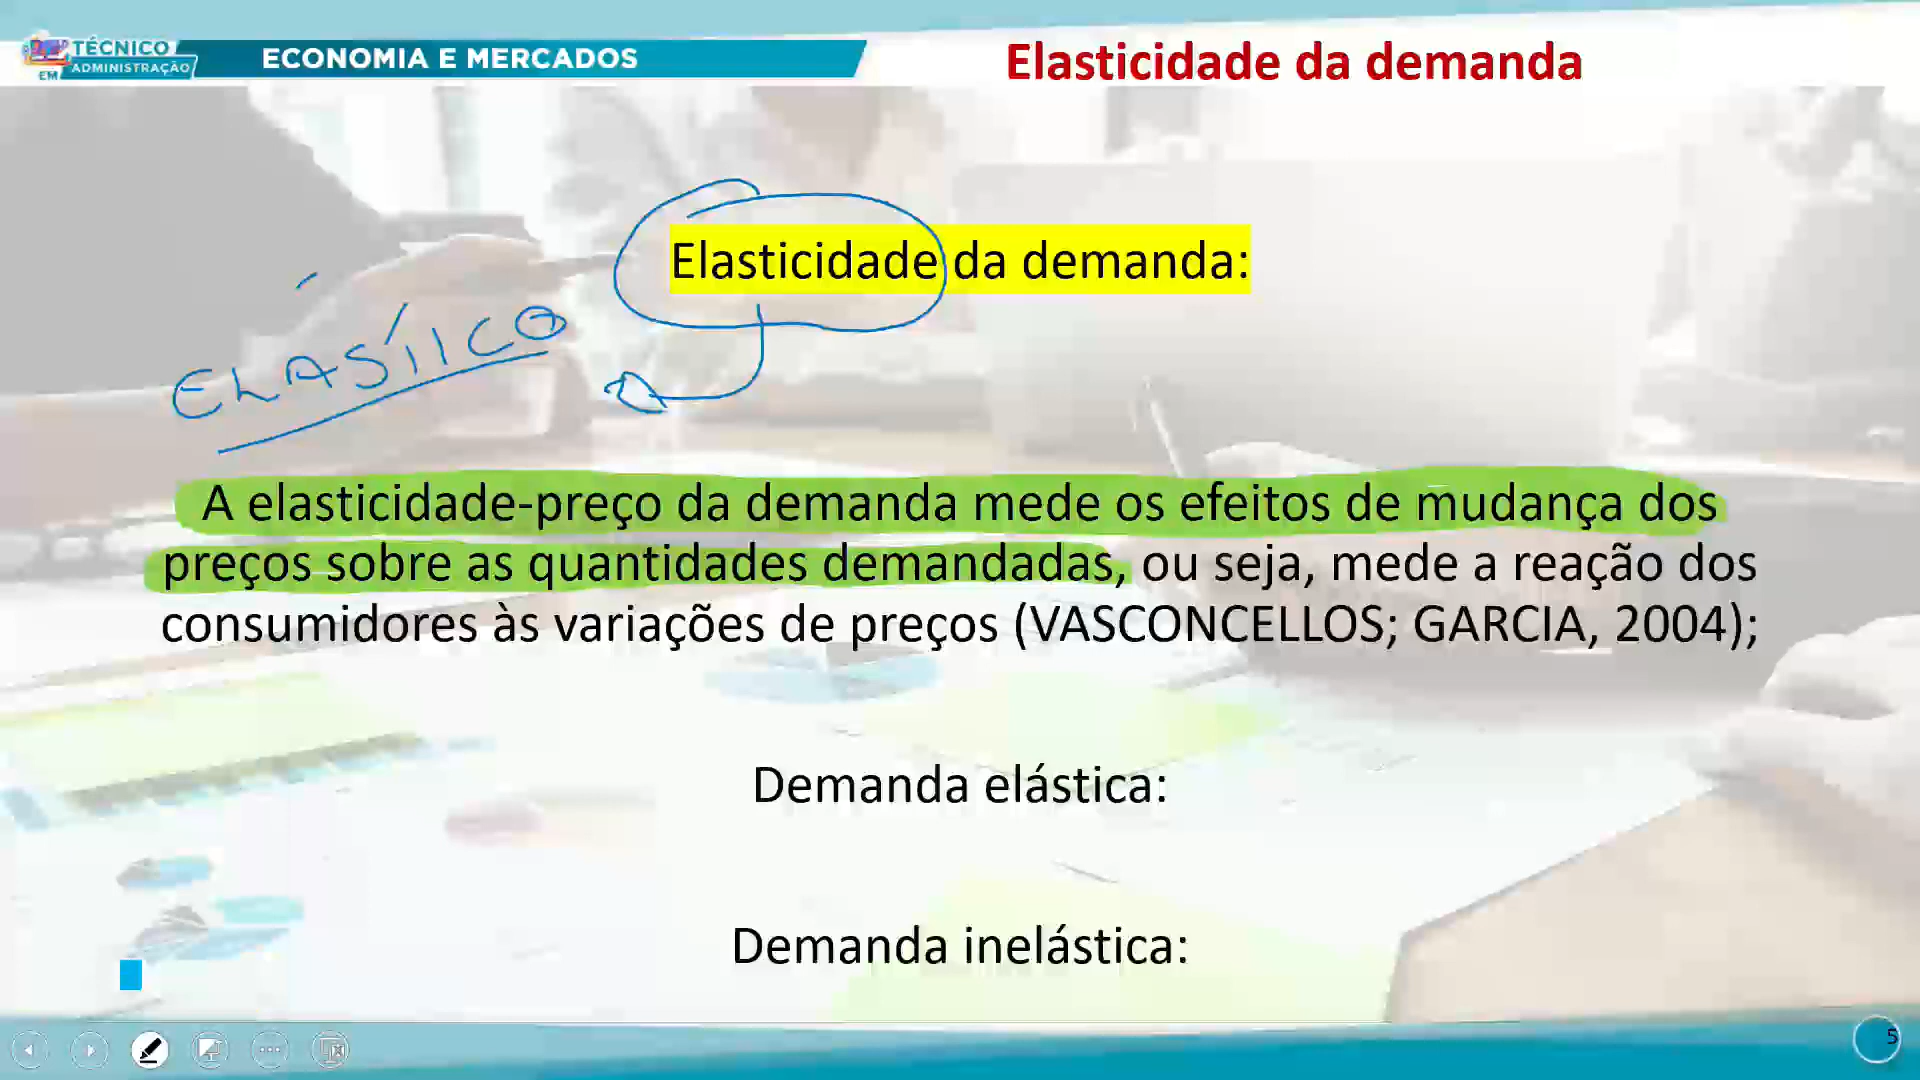 TÉCNICO
EM ADMINISTRAÇÃO
ECONOMIA E MERCADOS
Elasticidade da demanda
Elasticidade da demanda:
ELÁSTICO
A elasticidade-preço da demanda mede os efeitos de mudança dos
preços sobre as quantidades demandadas, ou seja, mede a reação dos
consumidores às variações de preços (VASCONCELLOS; GARCIA, 2004);
Demanda elástica:
Demanda inelástica:
5